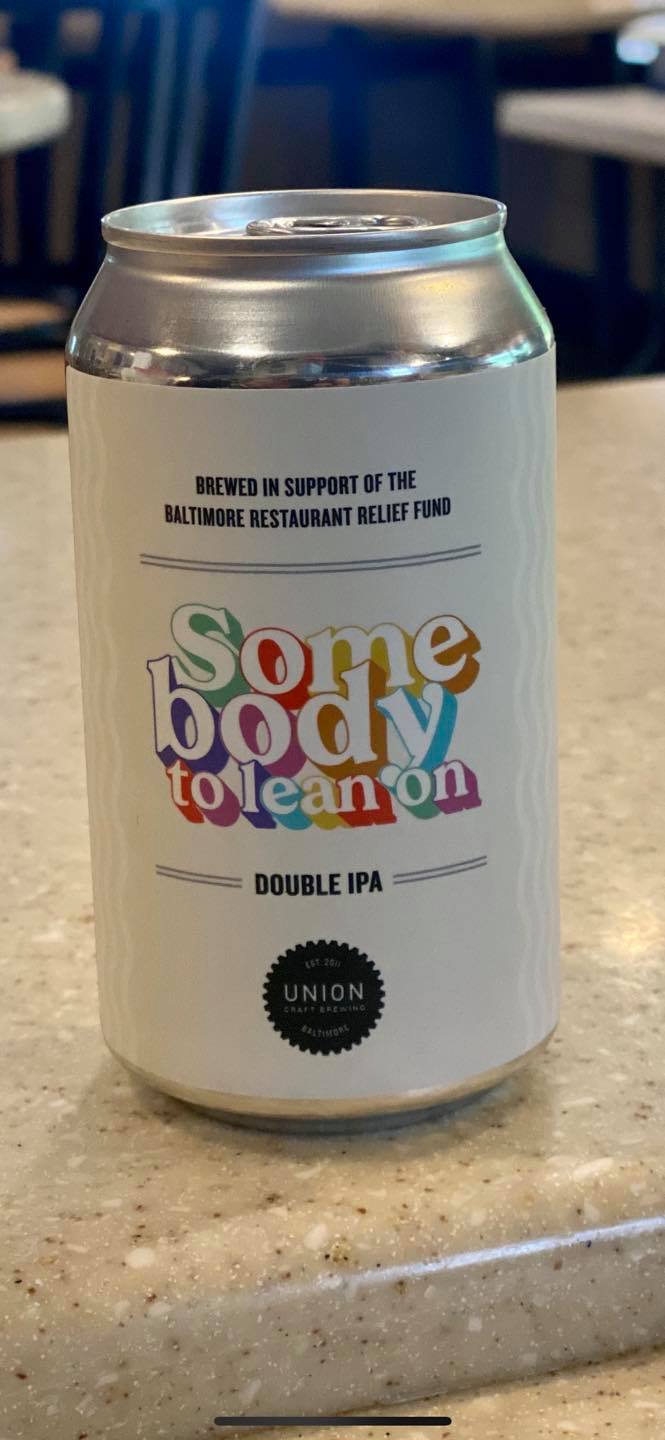 BREWED IN SUPPORT OF THE
BALTIMORE RESTAURANT RELIEF FUND
Some
body
to lean on
DOUBLE IPA
EST. 2011
UNION
CRAFT BREWING
BALTIMORE